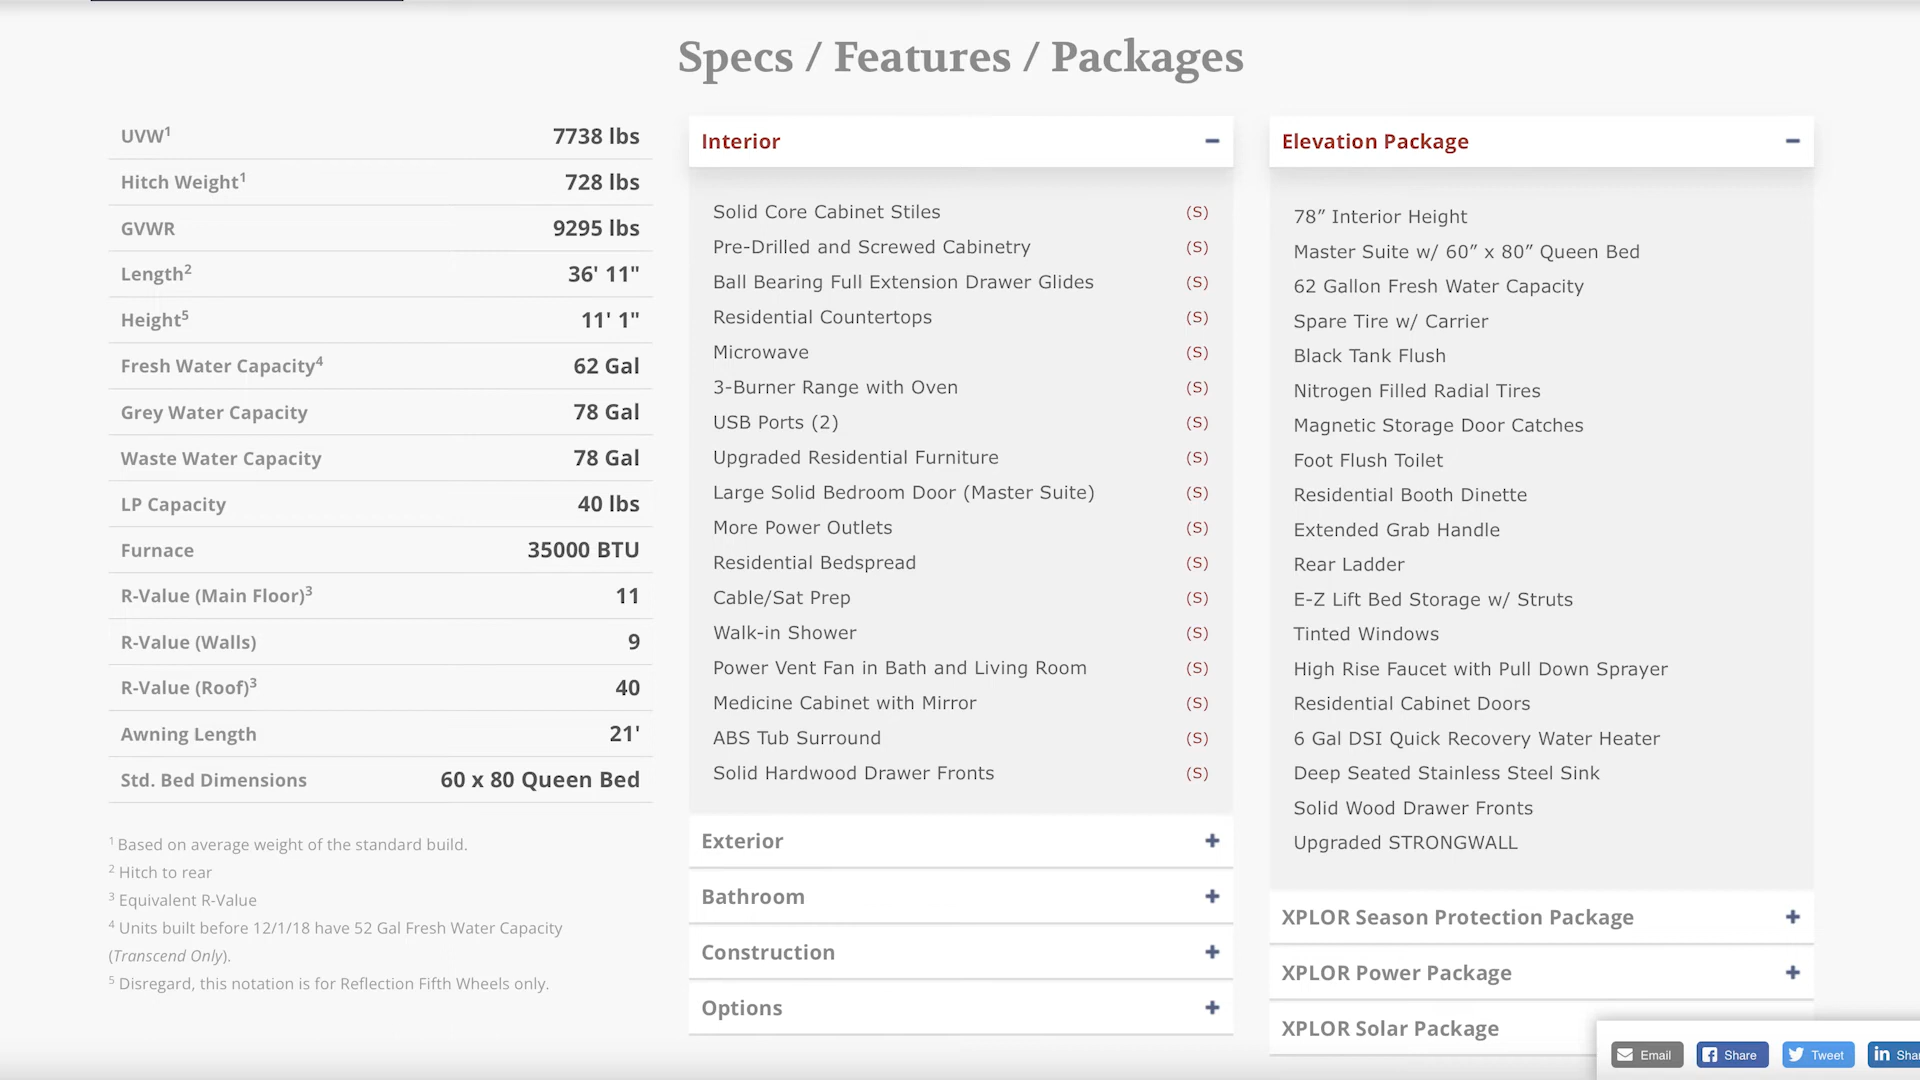 Specs / Features / Packages
UVW1 7738 lbs
Hitch Weight1 728 lbs
GVWR 9295 lbs
Length2 36' 11"
Height5 11' 1"
Fresh Water Capacity4 62 Gal
Grey Water Capacity 78 Gal
Waste Water Capacity 78 Gal
LP Capacity 40 lbs
Furnace 35000 BTU
R-Value (Main Floor)3 11
R-Value (Walls) 9
R-Value (Roof)3 40
Awning Length 21'
Std. Bed Dimensions 60 x 80 Queen Bed
1 Based on average weight of the standard build.
2 Hitch to rear
3 Equivalent R-Value
4 Units built before 12/1/18 have 52 Gal Fresh Water Capacity
(Transcend Only).
5 Disregard, this notation is for Reflection Fifth Wheels only.
Interior −
Solid Core Cabinet Stiles (S)
Pre-Drilled and Screwed Cabinetry (S)
Ball Bearing Full Extension Drawer Glides (S)
Residential Countertops (S)
Microwave (S)
3-Burner Range with Oven (S)
USB Ports (2) (S)
Upgraded Residential Furniture (S)
Large Solid Bedroom Door (Master Suite) (S)
More Power Outlets (S)
Residential Bedspread (S)
Cable/Sat Prep (S)
Walk-in Shower (S)
Power Vent Fan in Bath and Living Room (S)
Medicine Cabinet with Mirror (S)
ABS Tub Surround (S)
Solid Hardwood Drawer Fronts (S)
Exterior +
Bathroom +
Construction +
Options +
Elevation Package −
78” Interior Height
Master Suite w/ 60” x 80” Queen Bed
62 Gallon Fresh Water Capacity
Spare Tire w/ Carrier
Black Tank Flush
Nitrogen Filled Radial Tires
Magnetic Storage Door Catches
Foot Flush Toilet
Residential Booth Dinette
Extended Grab Handle
Rear Ladder
E-Z Lift Bed Storage w/ Struts
Tinted Windows
High Rise Faucet with Pull Down Sprayer
Residential Cabinet Doors
6 Gal DSI Quick Recovery Water Heater
Deep Seated Stainless Steel Sink
Solid Wood Drawer Fronts
Upgraded STRONGWALL
XPLOR Season Protection Package +
XPLOR Power Package +
XPLOR Solar Package
Email Share Tweet in Shar